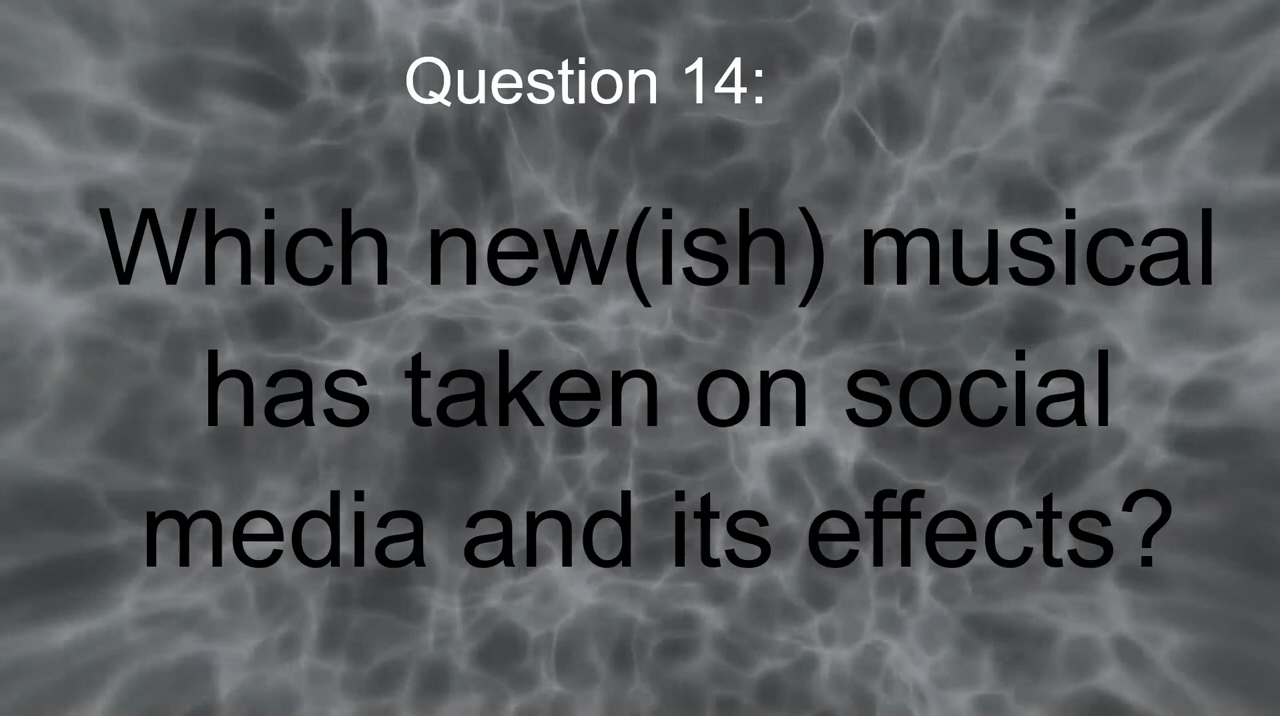 Question 14:
Which new(ish) musical
has taken on social
media and its effects?